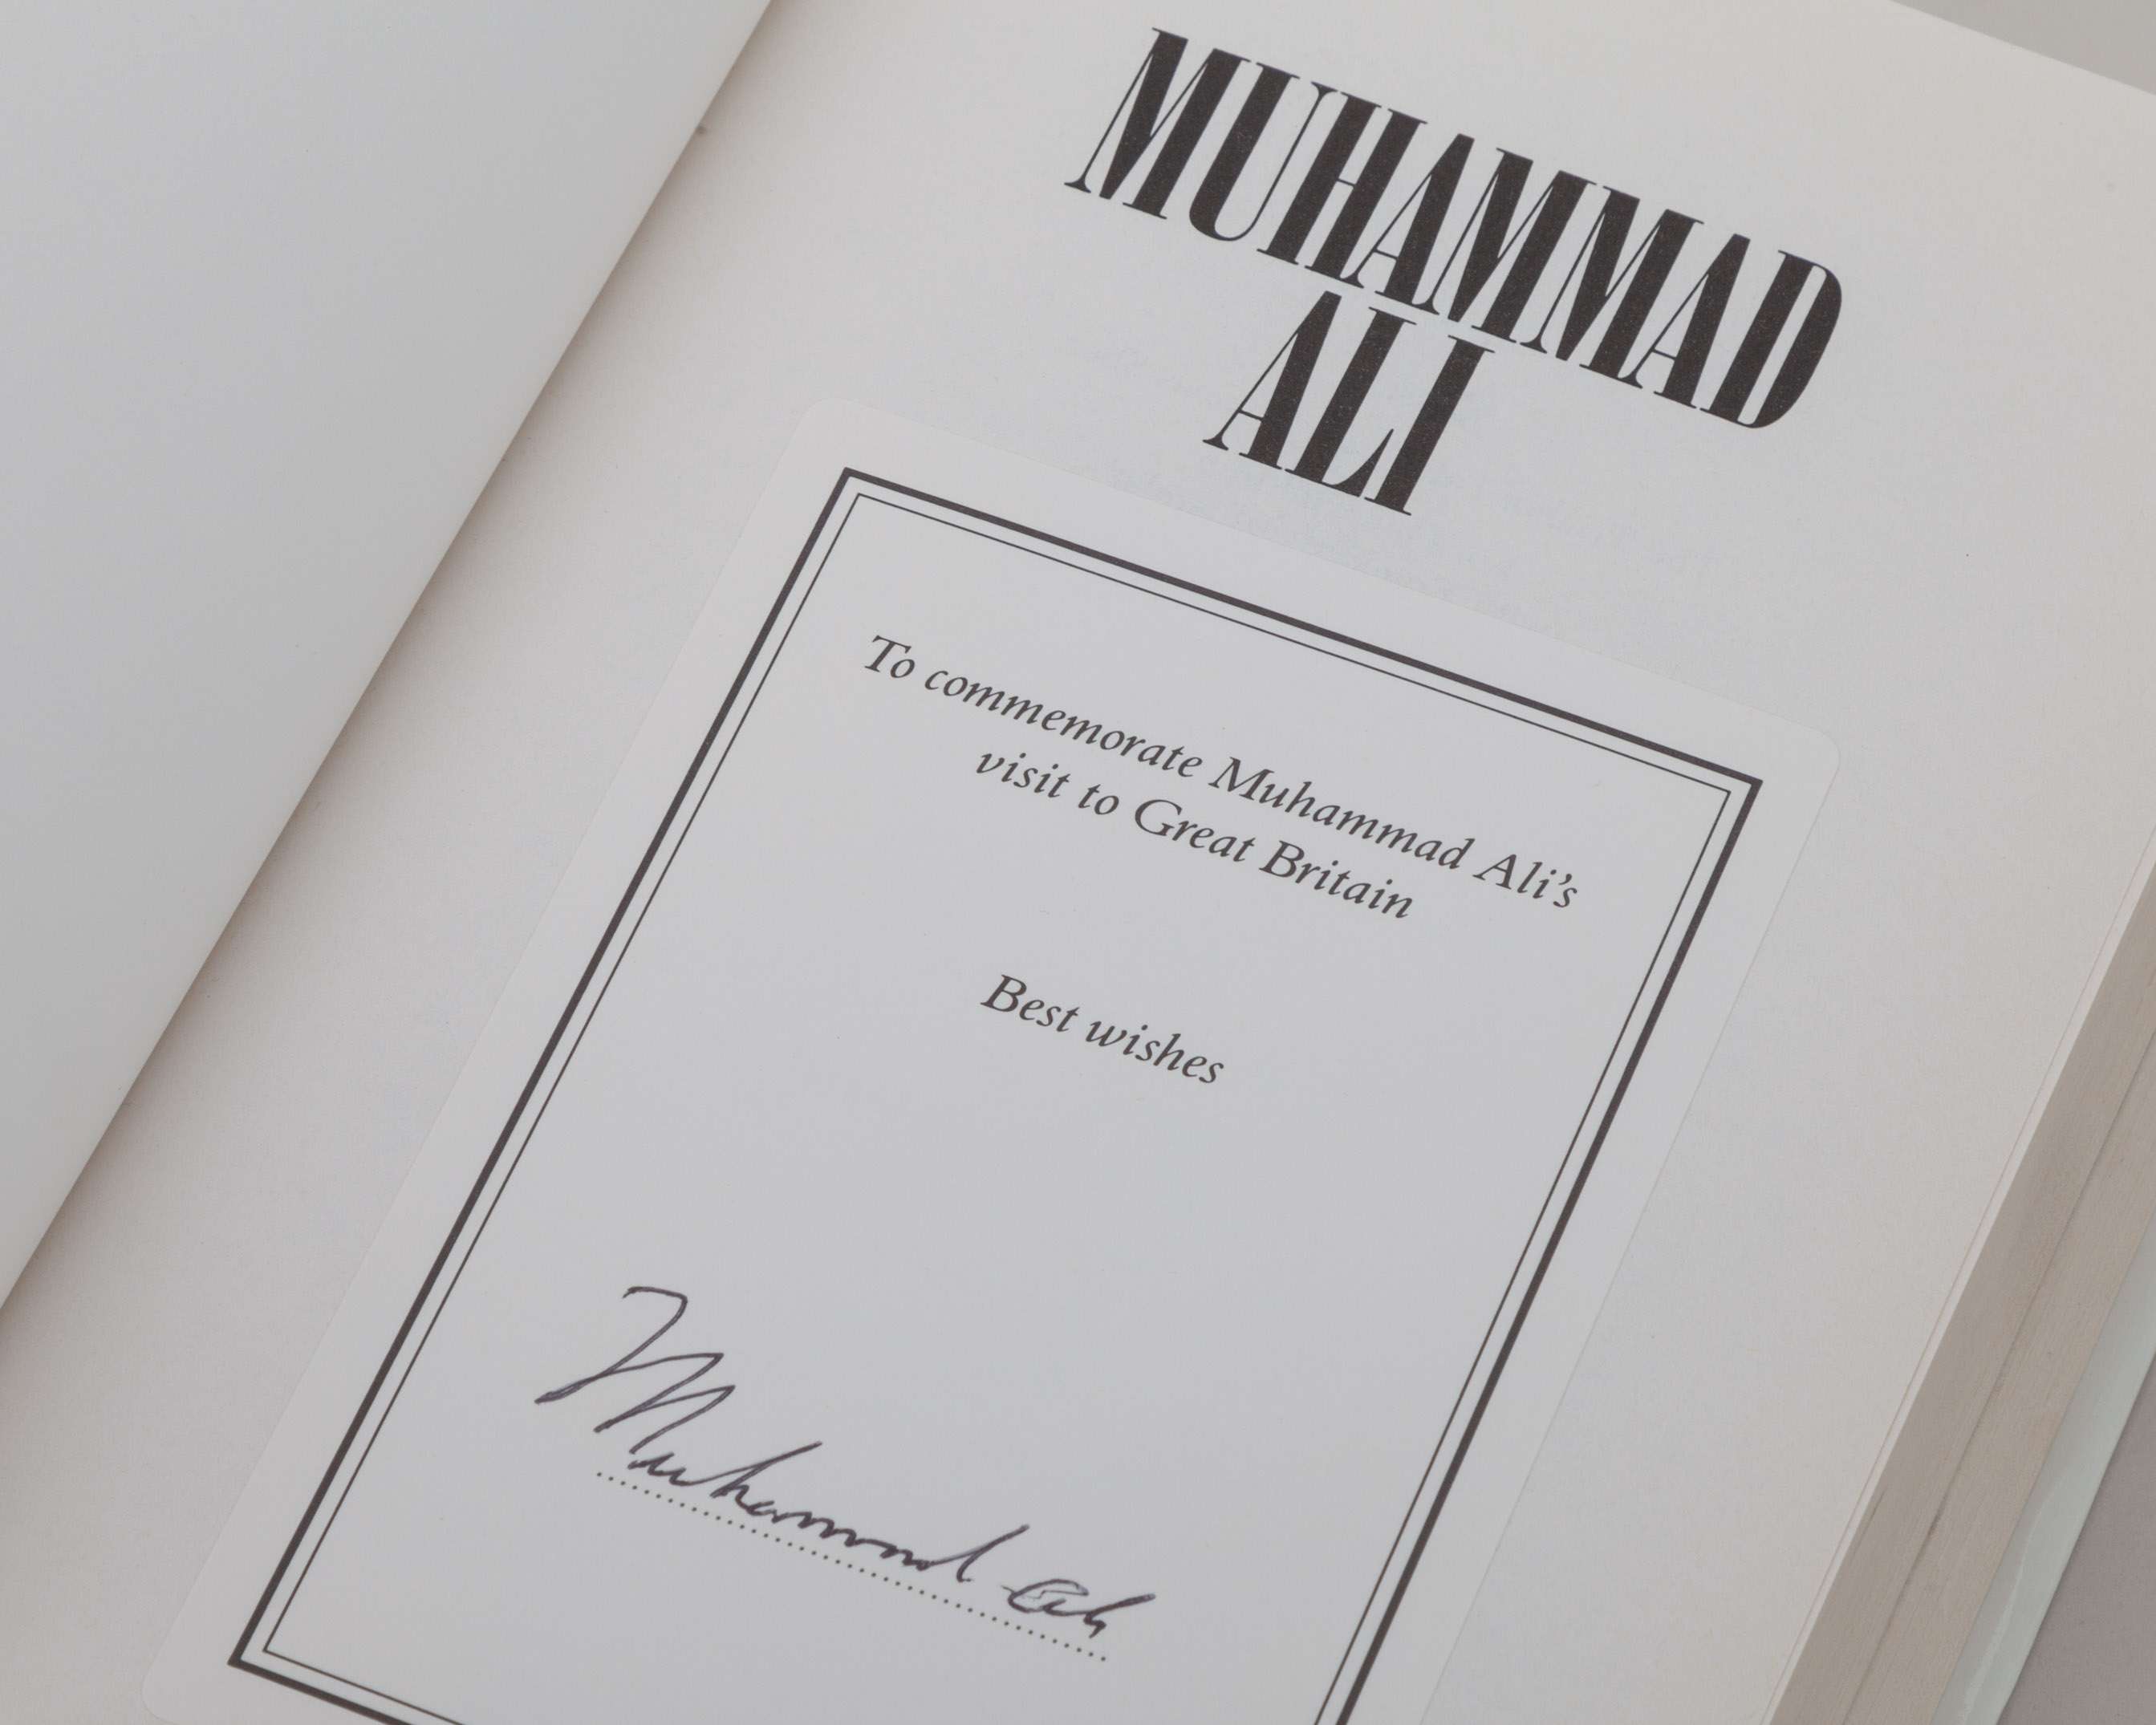 MUHAMMAD
ALI
To commemorate Muhammad Ali's
visit to Great Britain
Best wishes
Muhammad Ali